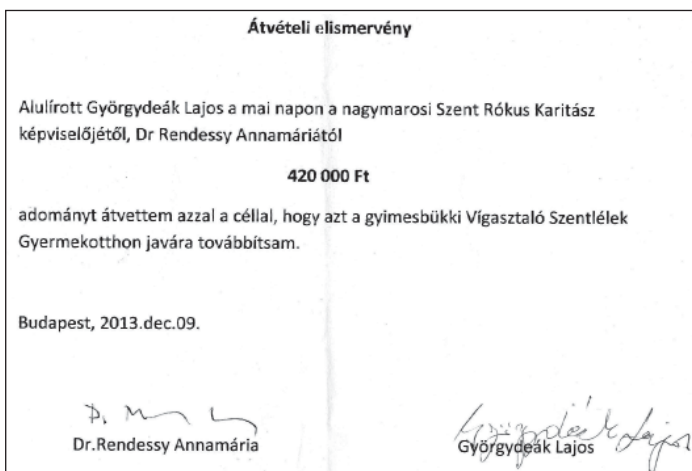 Átvételi elismervény
Alulírott Györgydeák Lajos a mai napon a nagymarosi Szent Rókus Karitász
képviselőjétől, Dr Rendessy Annamáriától
420 000 Ft
adományt átvettem azzal a céllal, hogy azt a gyimesbükki Vígasztaló Szentlélek
Gyermekotthon javára továbbítsam.
Budapest, 2013.dec.09.
Györgydeák Lajos
Dr.Rendessy Annamária
Györgydeák Lajos